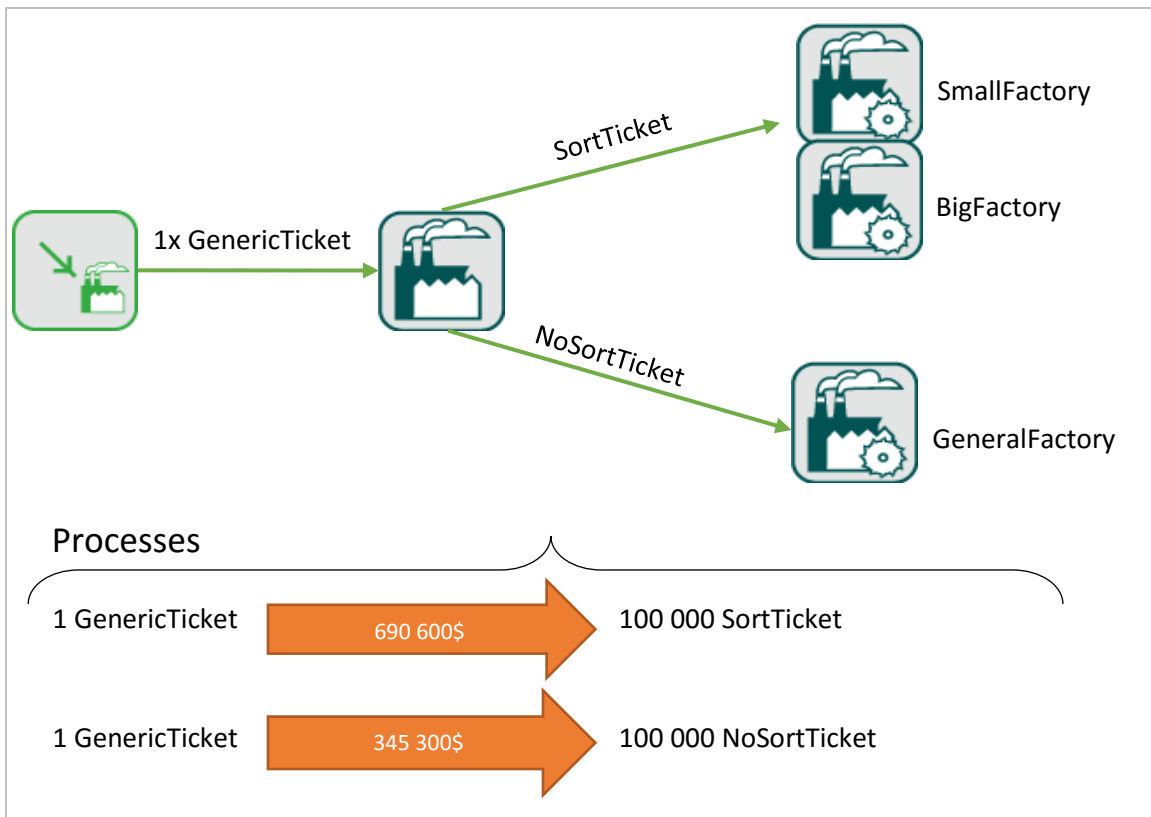 SmallFactory
SortTicket
BigFactory
1x GenericTicket
NoSortTicket
GeneralFactory
Processes
1 GenericTicket 690 600$ 100 000 SortTicket
1 GenericTicket 345 300$ 100 000 NoSortTicket